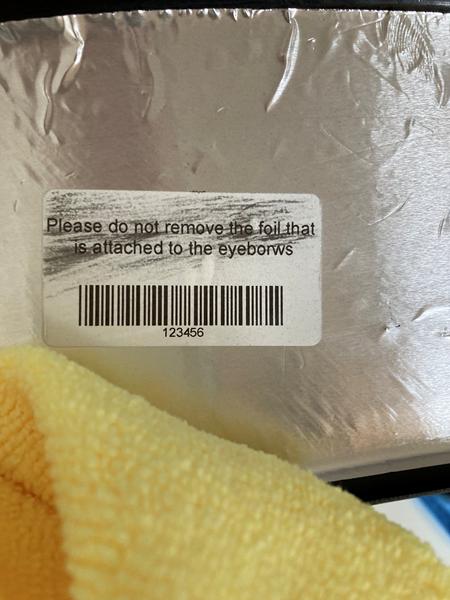 Please do not remove the foil that
is attached to the eyeborws
123456